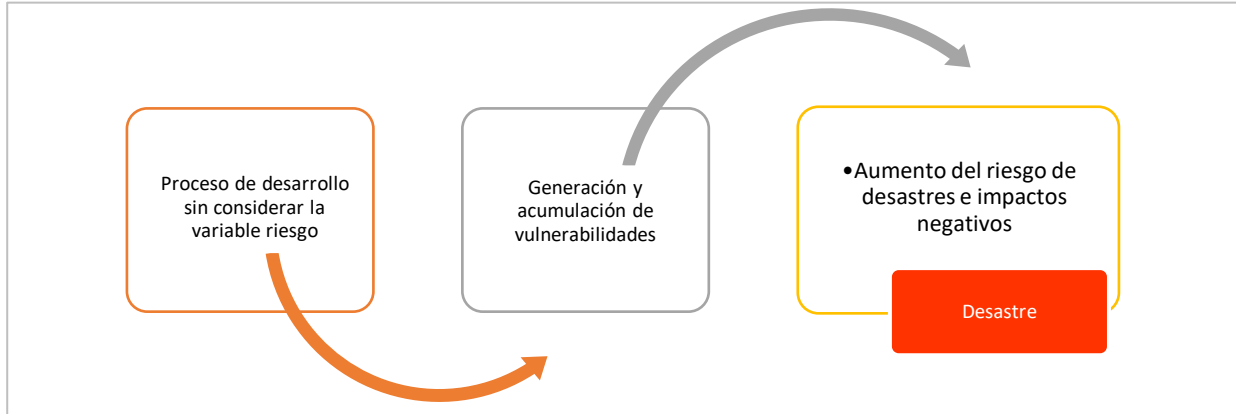 Proceso de desarrollo
sin considerar la
variable riesgo
Generación y
acumulación de
vulnerabilidades
•Aumento del riesgo de
desastres e impactos
negativos
Desastre